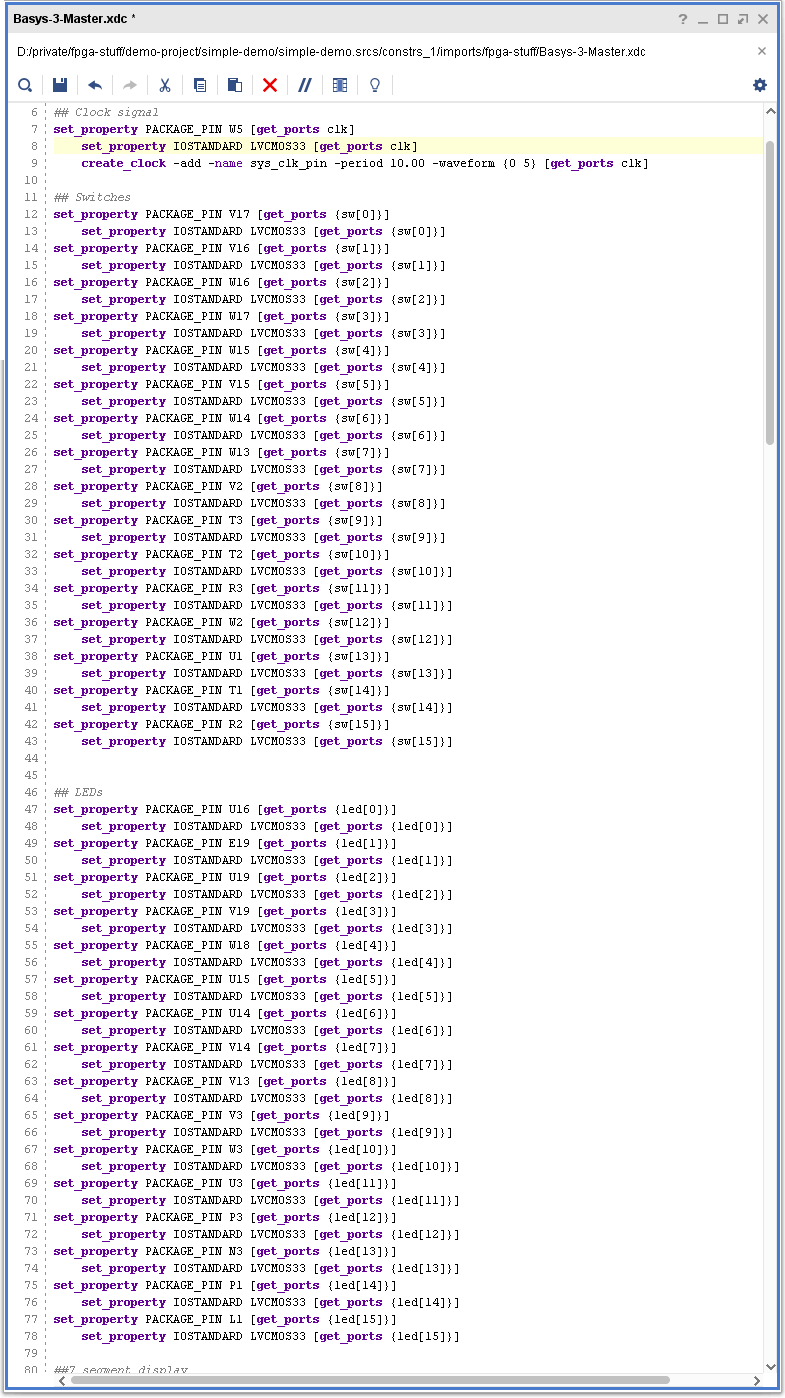 Basys-3-Master.xdc *
D:/private/fpga-stuff/demo-project/simple-demo/simple-demo.srcs/constrs_1/imports/fpga-stuff/Basys-3-Master.xdc
6 ## Clock signal
7 set_property PACKAGE_PIN W5 [get_ports clk]
8 set_property IOSTANDARD LVCMOS33 [get_ports clk]
9 create_clock -add -name sys_clk_pin -period 10.00 -waveform {0 5} [get_ports clk]
10
11 ## Switches
12 set_property PACKAGE_PIN V17 [get_ports {sw[0]}]
13 set_property IOSTANDARD LVCMOS33 [get_ports {sw[0]}]
14 set_property PACKAGE_PIN V16 [get_ports {sw[1]}]
15 set_property IOSTANDARD LVCMOS33 [get_ports {sw[1]}]
16 set_property PACKAGE_PIN W16 [get_ports {sw[2]}]
17 set_property IOSTANDARD LVCMOS33 [get_ports {sw[2]}]
18 set_property PACKAGE_PIN W17 [get_ports {sw[3]}]
19 set_property IOSTANDARD LVCMOS33 [get_ports {sw[3]}]
20 set_property PACKAGE_PIN W15 [get_ports {sw[4]}]
21 set_property IOSTANDARD LVCMOS33 [get_ports {sw[4]}]
22 set_property PACKAGE_PIN V15 [get_ports {sw[5]}]
23 set_property IOSTANDARD LVCMOS33 [get_ports {sw[5]}]
24 set_property PACKAGE_PIN W14 [get_ports {sw[6]}]
25 set_property IOSTANDARD LVCMOS33 [get_ports {sw[6]}]
26 set_property PACKAGE_PIN W13 [get_ports {sw[7]}]
27 set_property IOSTANDARD LVCMOS33 [get_ports {sw[7]}]
28 set_property PACKAGE_PIN V2 [get_ports {sw[8]}]
29 set_property IOSTANDARD LVCMOS33 [get_ports {sw[8]}]
30 set_property PACKAGE_PIN T3 [get_ports {sw[9]}]
31 set_property IOSTANDARD LVCMOS33 [get_ports {sw[9]}]
32 set_property PACKAGE_PIN T2 [get_ports {sw[10]}]
33 set_property IOSTANDARD LVCMOS33 [get_ports {sw[10]}]
34 set_property PACKAGE_PIN R3 [get_ports {sw[11]}]
35 set_property IOSTANDARD LVCMOS33 [get_ports {sw[11]}]
36 set_property PACKAGE_PIN W2 [get_ports {sw[12]}]
37 set_property IOSTANDARD LVCMOS33 [get_ports {sw[12]}]
38 set_property PACKAGE_PIN U1 [get_ports {sw[13]}]
39 set_property IOSTANDARD LVCMOS33 [get_ports {sw[13]}]
40 set_property PACKAGE_PIN T1 [get_ports {sw[14]}]
41 set_property IOSTANDARD LVCMOS33 [get_ports {sw[14]}]
42 set_property PACKAGE_PIN R2 [get_ports {sw[15]}]
43 set_property IOSTANDARD LVCMOS33 [get_ports {sw[15]}]
44
45
46 ## LEDs
47 set_property PACKAGE_PIN U16 [get_ports {led[0]}]
48 set_property IOSTANDARD LVCMOS33 [get_ports {led[0]}]
49 set_property PACKAGE_PIN E19 [get_ports {led[1]}]
50 set_property IOSTANDARD LVCMOS33 [get_ports {led[1]}]
51 set_property PACKAGE_PIN U19 [get_ports {led[2]}]
52 set_property IOSTANDARD LVCMOS33 [get_ports {led[2]}]
53 set_property PACKAGE_PIN V19 [get_ports {led[3]}]
54 set_property IOSTANDARD LVCMOS33 [get_ports {led[3]}]
55 set_property PACKAGE_PIN W18 [get_ports {led[4]}]
56 set_property IOSTANDARD LVCMOS33 [get_ports {led[4]}]
57 set_property PACKAGE_PIN U15 [get_ports {led[5]}]
58 set_property IOSTANDARD LVCMOS33 [get_ports {led[5]}]
59 set_property PACKAGE_PIN U14 [get_ports {led[6]}]
60 set_property IOSTANDARD LVCMOS33 [get_ports {led[6]}]
61 set_property PACKAGE_PIN V14 [get_ports {led[7]}]
62 set_property IOSTANDARD LVCMOS33 [get_ports {led[7]}]
63 set_property PACKAGE_PIN V13 [get_ports {led[8]}]
64 set_property IOSTANDARD LVCMOS33 [get_ports {led[8]}]
65 set_property PACKAGE_PIN V3 [get_ports {led[9]}]
66 set_property IOSTANDARD LVCMOS33 [get_ports {led[9]}]
67 set_property PACKAGE_PIN W3 [get_ports {led[10]}]
68 set_property IOSTANDARD LVCMOS33 [get_ports {led[10]}]
69 set_property PACKAGE_PIN U3 [get_ports {led[11]}]
70 set_property IOSTANDARD LVCMOS33 [get_ports {led[11]}]
71 set_property PACKAGE_PIN P3 [get_ports {led[12]}]
72 set_property IOSTANDARD LVCMOS33 [get_ports {led[12]}]
73 set_property PACKAGE_PIN N3 [get_ports {led[13]}]
74 set_property IOSTANDARD LVCMOS33 [get_ports {led[13]}]
75 set_property PACKAGE_PIN P1 [get_ports {led[14]}]
76 set_property IOSTANDARD LVCMOS33 [get_ports {led[14]}]
77 set_property PACKAGE_PIN L1 [get_ports {led[15]}]
78 set_property IOSTANDARD LVCMOS33 [get_ports {led[15]}]
79
80 ##7 segment display